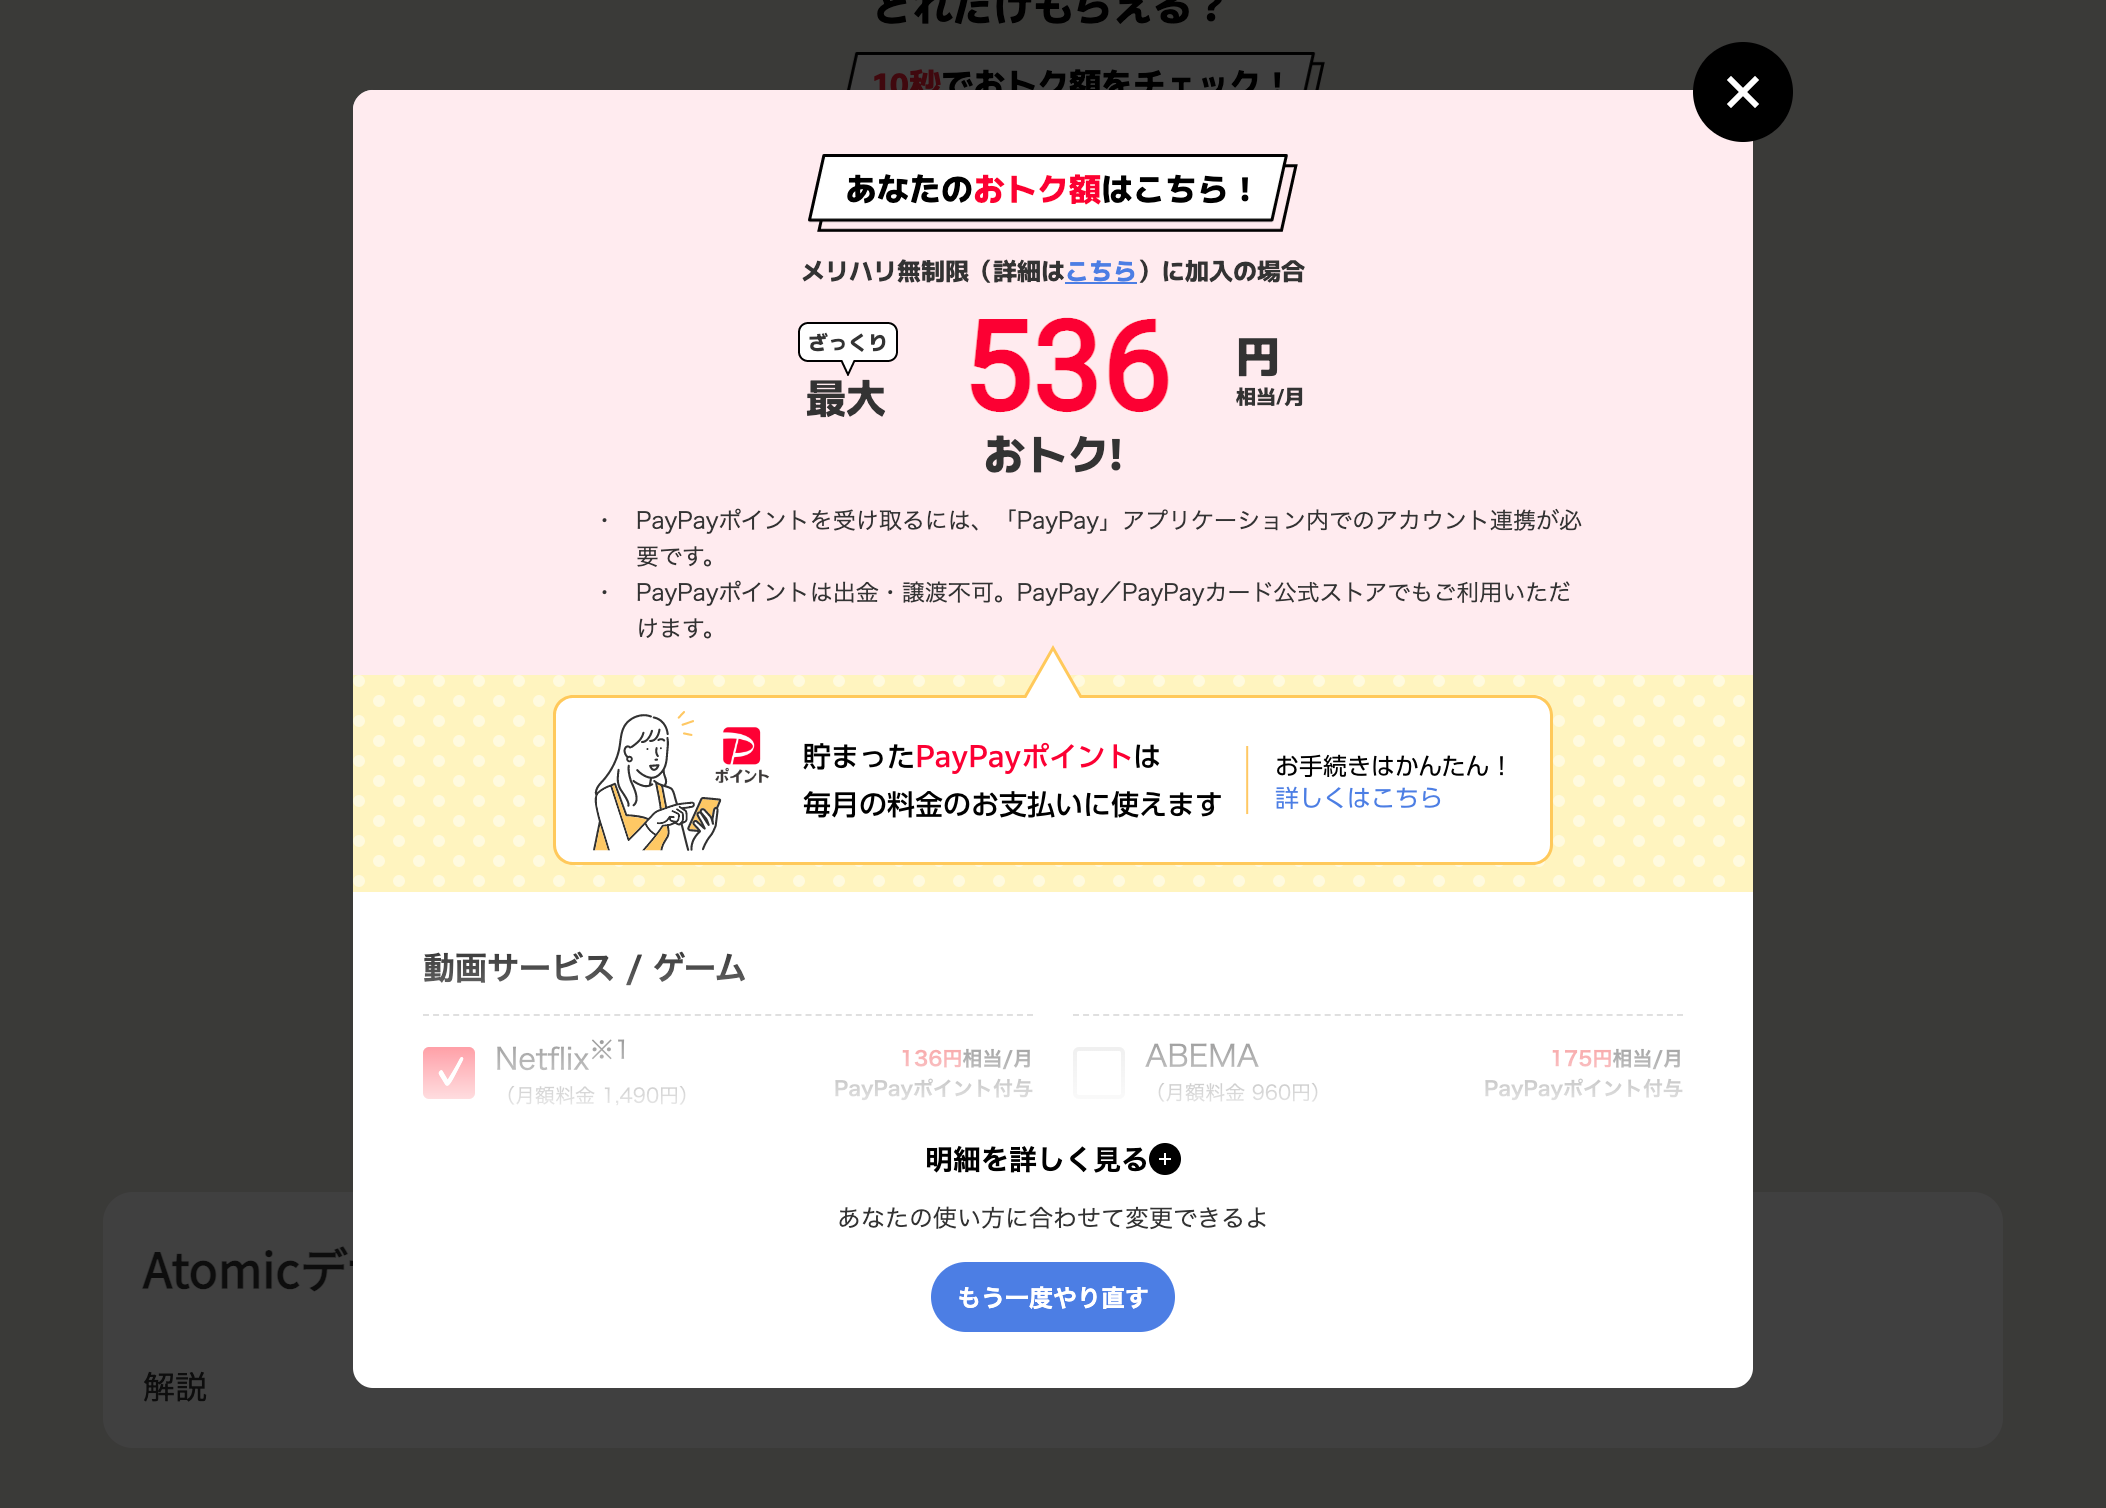 どれだけもらえる？
10秒でおトク額をチェック！
あなたのおトク額はこちら！
メリハリ無制限（詳細はこちら）に加入の場合
ざっくり
最大
536
円
相当/月
おトク!
・ PayPayポイントを受け取るには、「PayPay」アプリケーション内でのアカウント連携が必
要です。
・ PayPayポイントは出金・譲渡不可。PayPay／PayPayカード公式ストアでもご利用いただ
けます。
ポイント
貯まったPayPayポイントは
毎月の料金のお支払いに使えます
お手続きはかんたん！
詳しくはこちら
動画サービス / ゲーム
Netflix※1
（月額料金 1,490円）
136円相当/月
PayPayポイント付与
ABEMA
（月額料金 960円）
175円相当/月
PayPayポイント付与
明細を詳しく見る
あなたの使い方に合わせて変更できるよ
もう一度やり直す
Atomicデ
解説